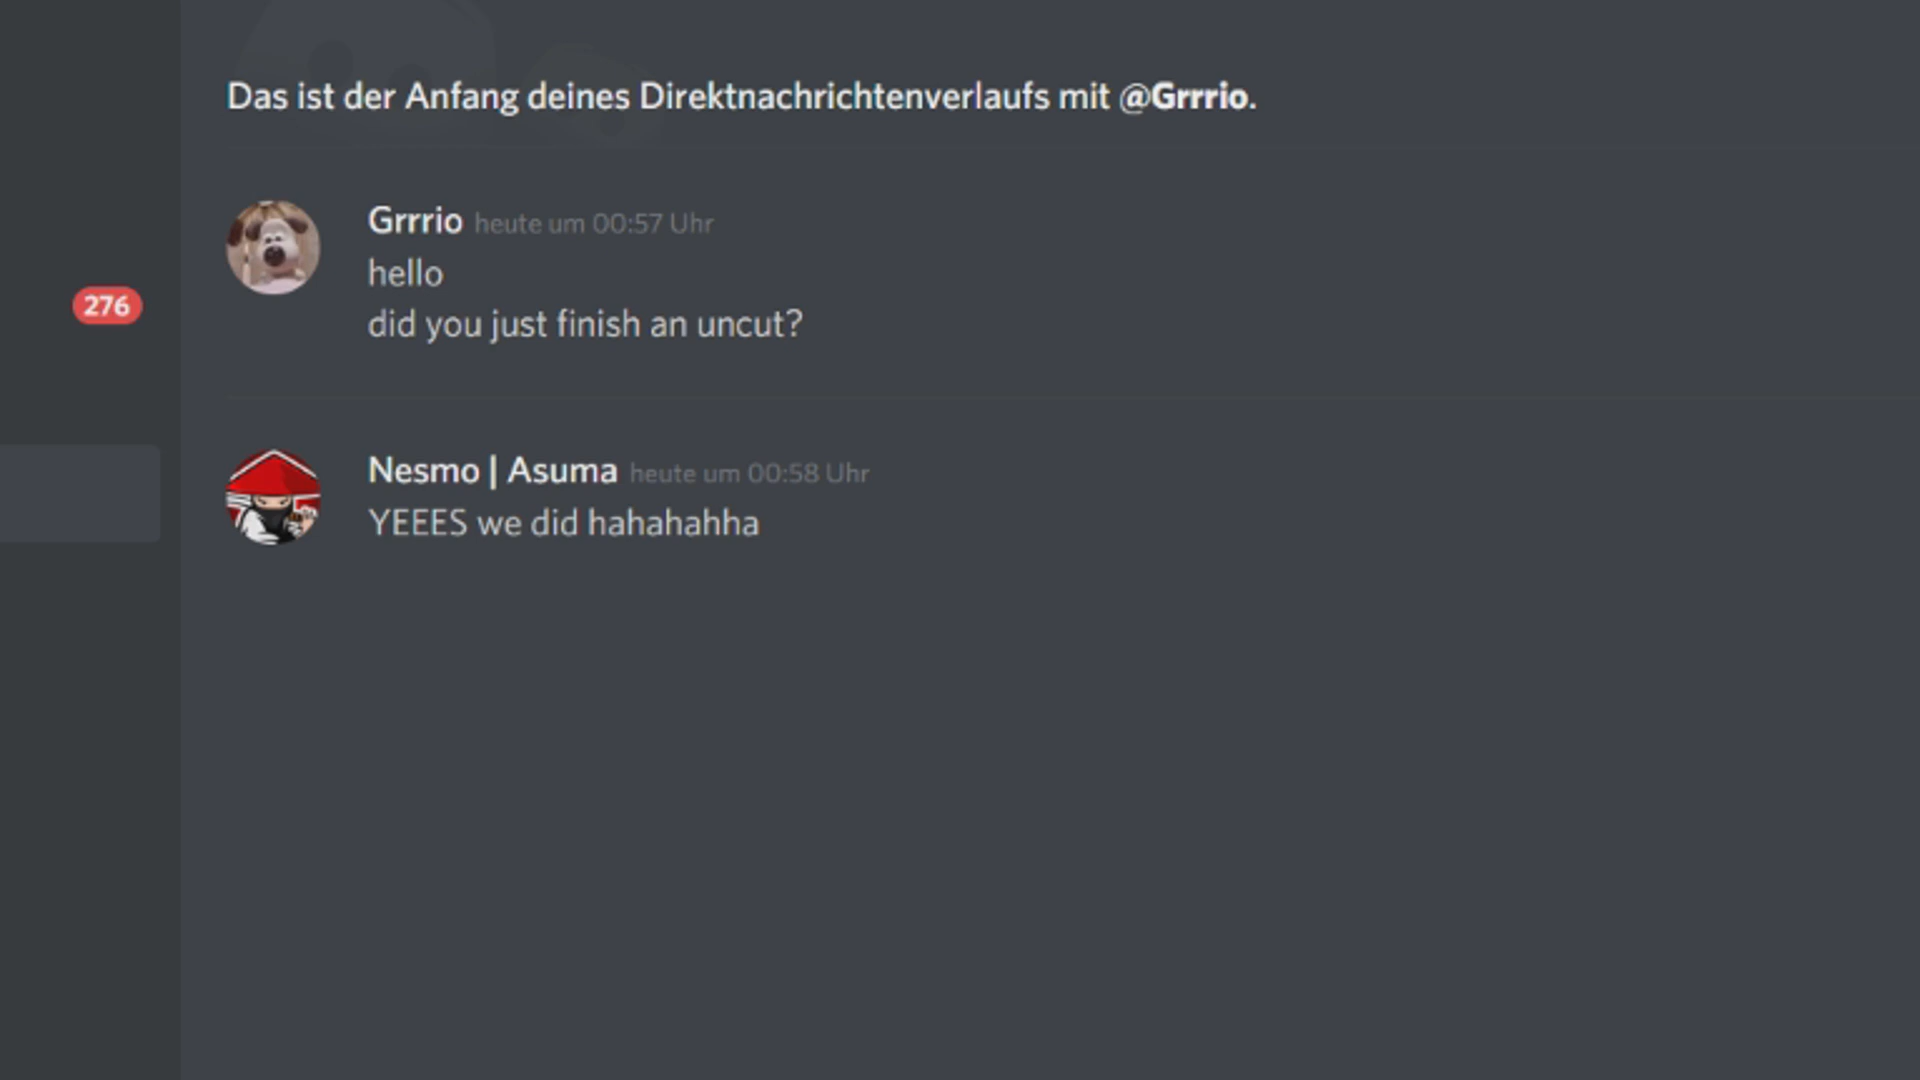 Das ist der Anfang deines Direktnachrichtenverlaufs mit @Grrrio.
Grrrio heute um 00:57 Uhr
hello
did you just finish an uncut?
276
Nesmo | Asuma heute um 00:58 Uhr
YEEES we did hahahahha